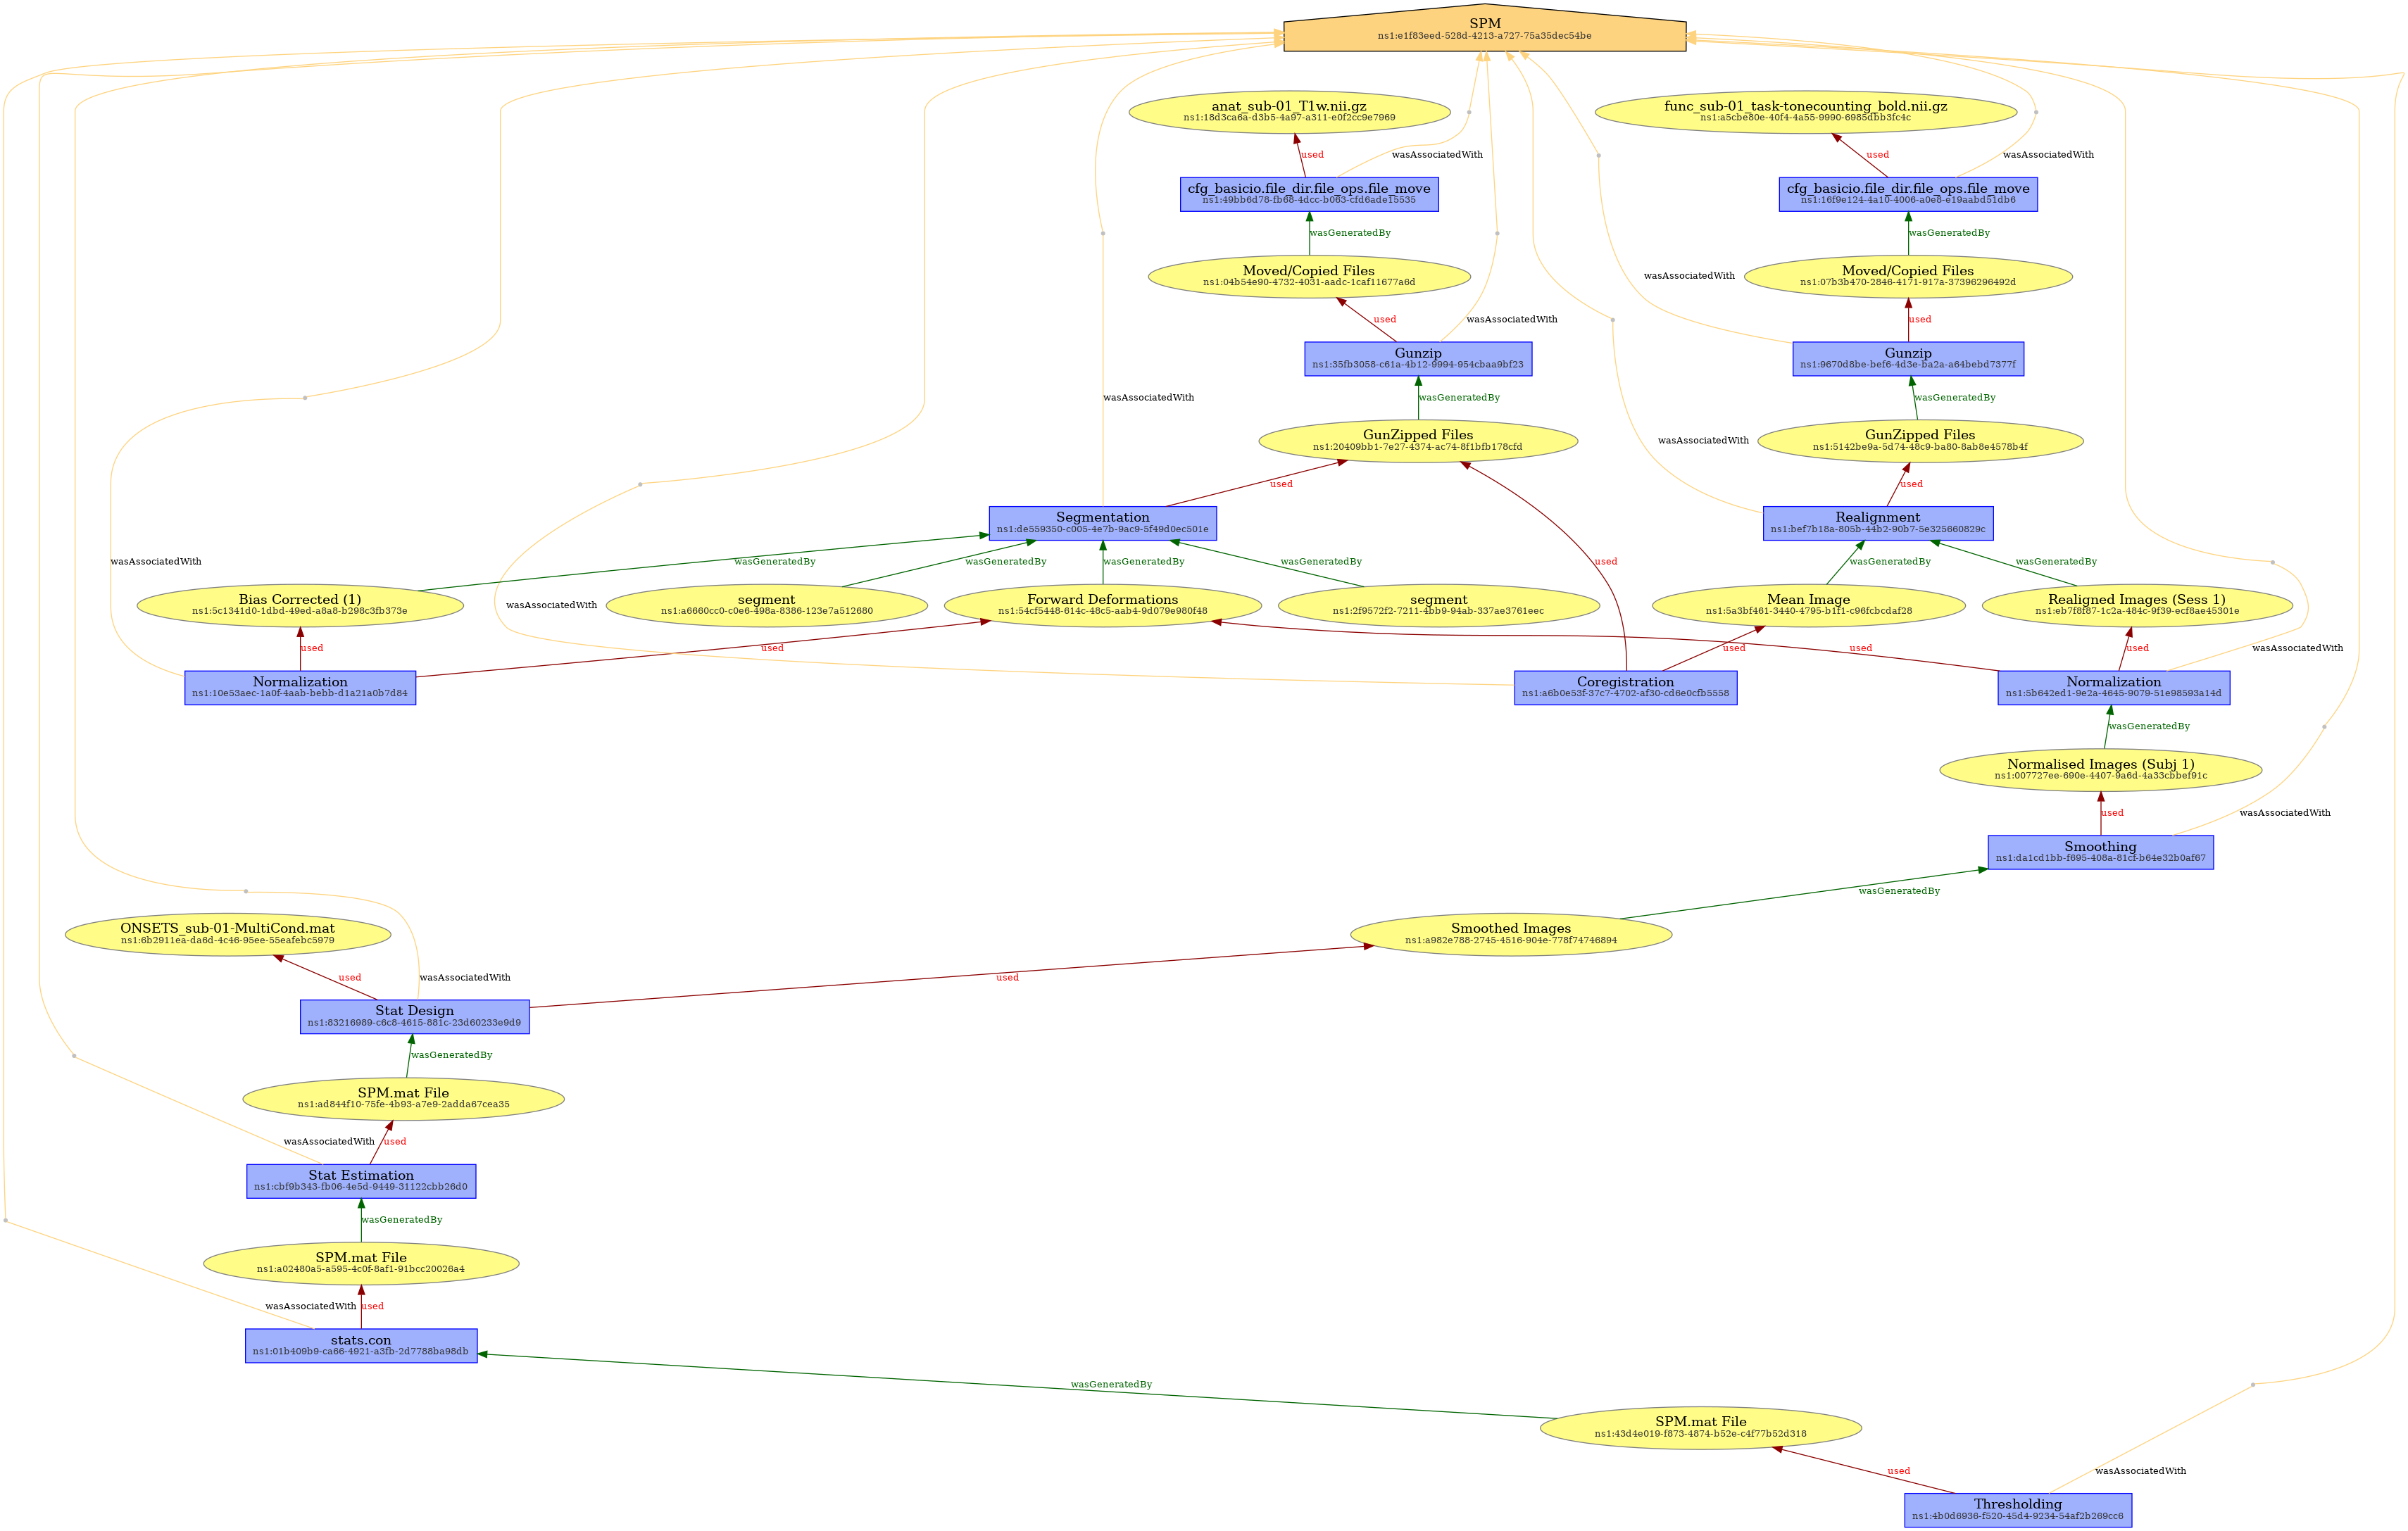 SPM
ns1:e1f83eed-528d-4213-a727-75a35dec54be
anat_sub-01_T1w.nii.gz
ns1:18d3ca6a-d3b5-4a97-a311-e0f2cc9e7969
func_sub-01_task-tonecounting_bold.nii.gz
ns1:a5cbe80e-40f4-4a55-9990-6985dbb3fc4c
used
wasAssociatedWith
used
wasAssociatedWith
cfg_basicio.file_dir.file_ops.file_move
ns1:49bb6d78-fb68-4dcc-b063-cfd6ade15535
cfg_basicio.file_dir.file_ops.file_move
ns1:16f9e124-4a10-4006-a0e8-e19aabd51db6
wasGeneratedBy
wasGeneratedBy
Moved/Copied Files
ns1:04b54e90-4732-4031-aadc-1caf11677a6d
wasAssociatedWith
Moved/Copied Files
ns1:07b3b470-2846-4171-917a-37396296492d
used
wasAssociatedWith
used
Gunzip
ns1:35fb3058-c61a-4b12-9994-954cbaa9bf23
Gunzip
ns1:9670d8be-bef6-4d3e-ba2a-a64bebd7377f
wasAssociatedWith
wasGeneratedBy
wasGeneratedBy
GunZipped Files
ns1:20409bb1-7e27-4374-ac74-8f1bfb178cfd
wasAssociatedWith
GunZipped Files
ns1:5142be9a-5d74-48c9-ba80-8ab8e4578b4f
used
used
Segmentation
ns1:de559350-c005-4e7b-9ac9-5f49d0ec501e
Realignment
ns1:bef7b18a-805b-44b2-90b7-5e325660829c
wasAssociatedWith
wasGeneratedBy
wasGeneratedBy
wasGeneratedBy
wasGeneratedBy
used
wasGeneratedBy
wasGeneratedBy
Bias Corrected (1)
ns1:5c1341d0-1dbd-49ed-a8a8-b298c3fb373e
wasAssociatedWith
segment
ns1:a6660cc0-c0e6-498a-8386-123e7a512680
Forward Deformations
ns1:54cf5448-614c-48c5-aab4-9d079e980f48
segment
ns1:2f9572f2-7211-4bb9-94ab-337ae3761eec
Mean Image
ns1:5a3bf461-3440-4795-b1f1-c96fcbcdaf28
Realigned Images (Sess 1)
ns1:eb7f8f87-1c2a-484c-9f39-ecf8ae45301e
used
used
used
used
used
wasAssociatedWith
Normalization
ns1:10e53aec-1a0f-4aab-bebb-d1a21a0b7d84
Coregistration
ns1:a6b0e53f-37c7-4702-af30-cd6e0cfb5558
Normalization
ns1:5b642ed1-9e2a-4645-9079-51e98593a14d
wasGeneratedBy
Normalised Images (Subj 1)
ns1:007727ee-690e-4407-9a6d-4a33cbbef91c
used
wasAssociatedWith
Smoothing
ns1:da1cd1bb-f695-408a-81cf-b64e32b0af67
wasGeneratedBy
ONSETS_sub-01-MultiCond.mat
ns1:6b2911ea-da6d-4c46-95ee-55eafebc5979
Smoothed Images
ns1:a982e788-2745-4516-904e-778f74746894
used
wasAssociatedWith
used
Stat Design
ns1:83216989-c6c8-4615-881c-23d60233e9d9
wasGeneratedBy
SPM.mat File
ns1:ad844f10-75fe-4b93-a7e9-2adda67cea35
wasAssociatedWith
used
Stat Estimation
ns1:cbf9b343-fb06-4e5d-9449-31122cbb26d0
wasGeneratedBy
SPM.mat File
ns1:a02480a5-a595-4c0f-8af1-91bcc20026a4
wasAssociatedWith
used
stats.con
ns1:01b409b9-ca66-4921-a3fb-2d7788ba98db
wasGeneratedBy
SPM.mat File
ns1:43d4e019-f873-4874-b52e-c4f77b52d318
used
wasAssociatedWith
Thresholding
ns1:4b0d6936-f520-45d4-9234-54af2b269cc6